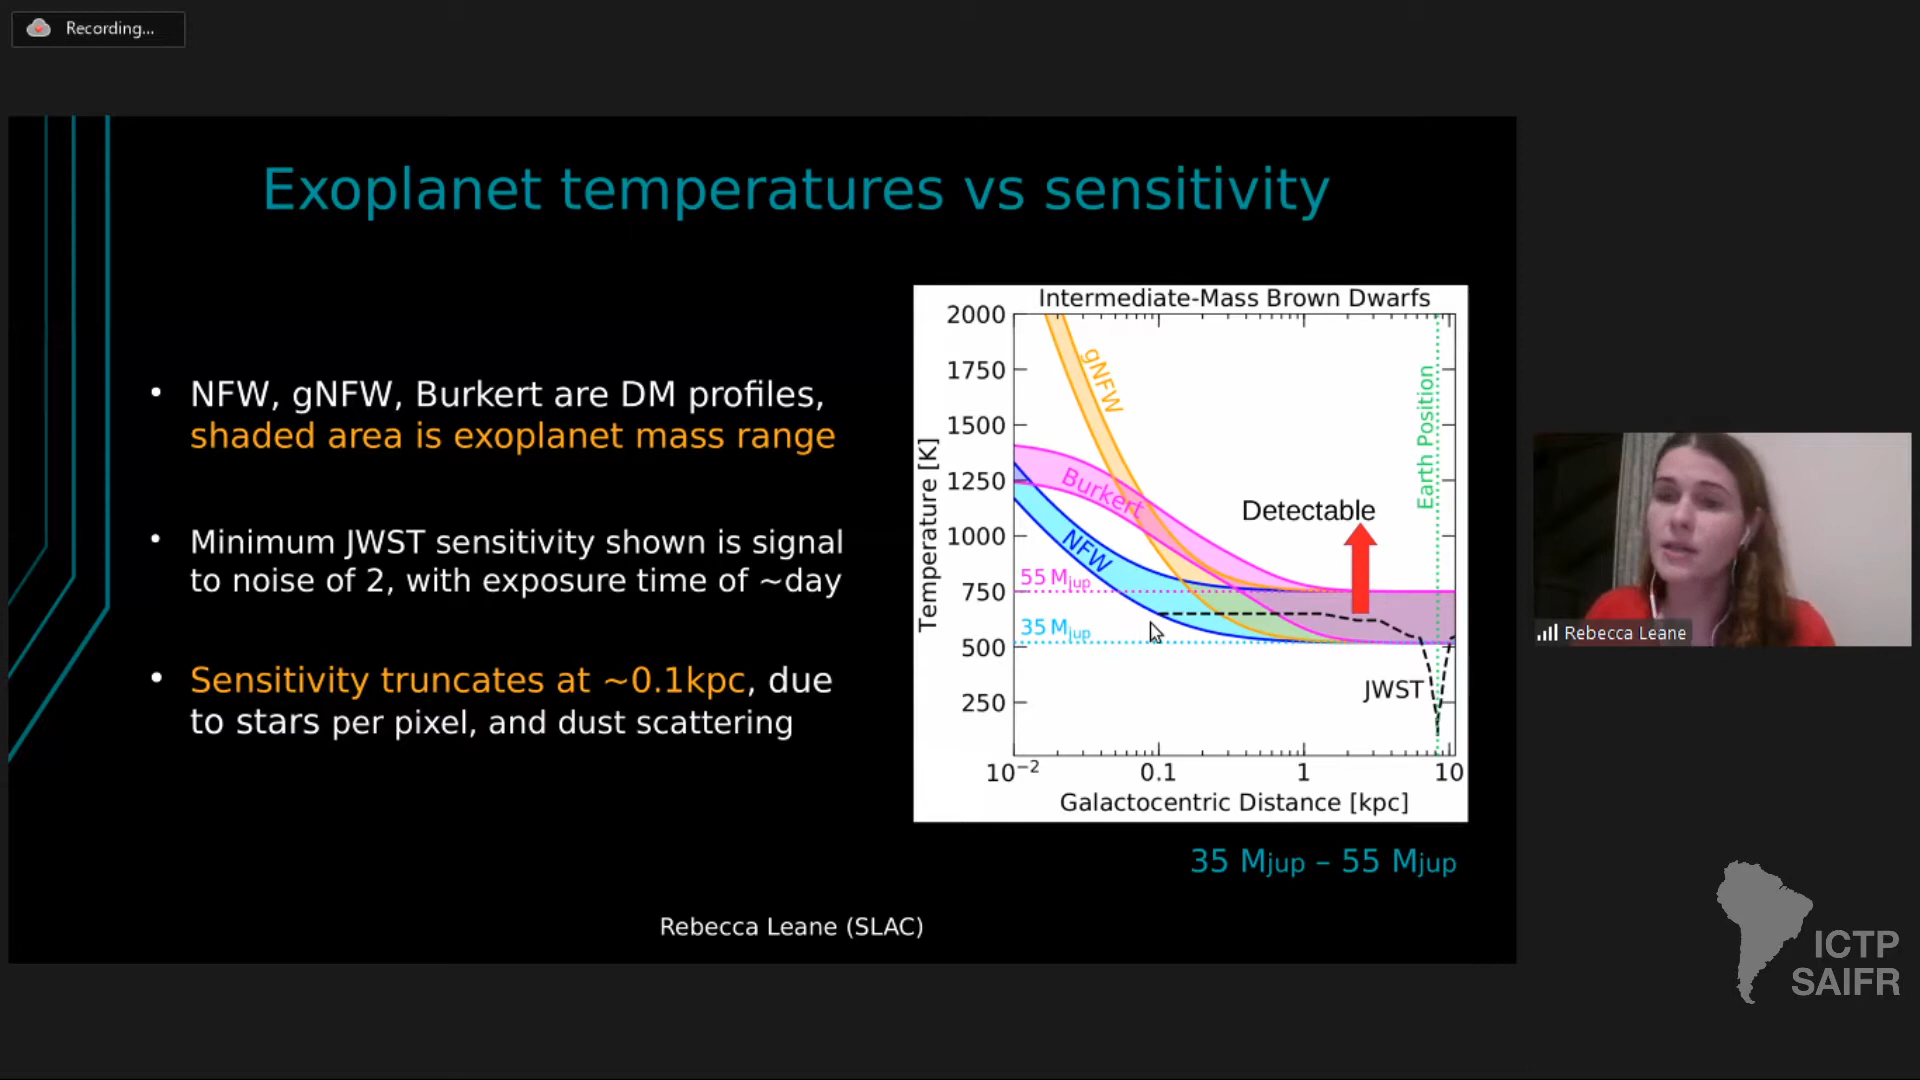 Recording...
Exoplanet temperatures vs sensitivity
• NFW, gNFW, Burkert are DM profiles,
shaded area is exoplanet mass range
• Minimum JWST sensitivity shown is signal
to noise of 2, with exposure time of ~day
• Sensitivity truncates at ~0.1kpc, due
to stars per pixel, and dust scattering
Intermediate-Mass Brown Dwarfs
2000
1750
1500
1250
1000
750
500
250
Temperature [K]
gNFW
Burkert
NFW
55 Mjup
35 Mjup
Detectable
Earth Position
JWST
10−2
0.1
1
10
Galactocentric Distance [kpc]
35 Mjup – 55 Mjup
Rebecca Leane (SLAC)
Rebecca Leane
ICTP
SAIFR